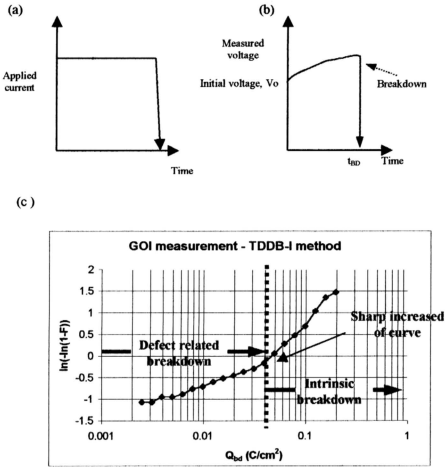 (a)
Applied
current
Time
(b)
Measured
voltage
Initial voltage, Vo
Breakdown
tBD
Time
(c )
GOI measurement - TDDB-I method
ln(-ln(1-F))
2
1.5
1
0.5
0
-0.5
-1
-1.5
Defect related
breakdown
Sharp increased
of curve
Intrinsic
breakdown
0.001
0.01
0.1
1
Qbd (C/cm²)